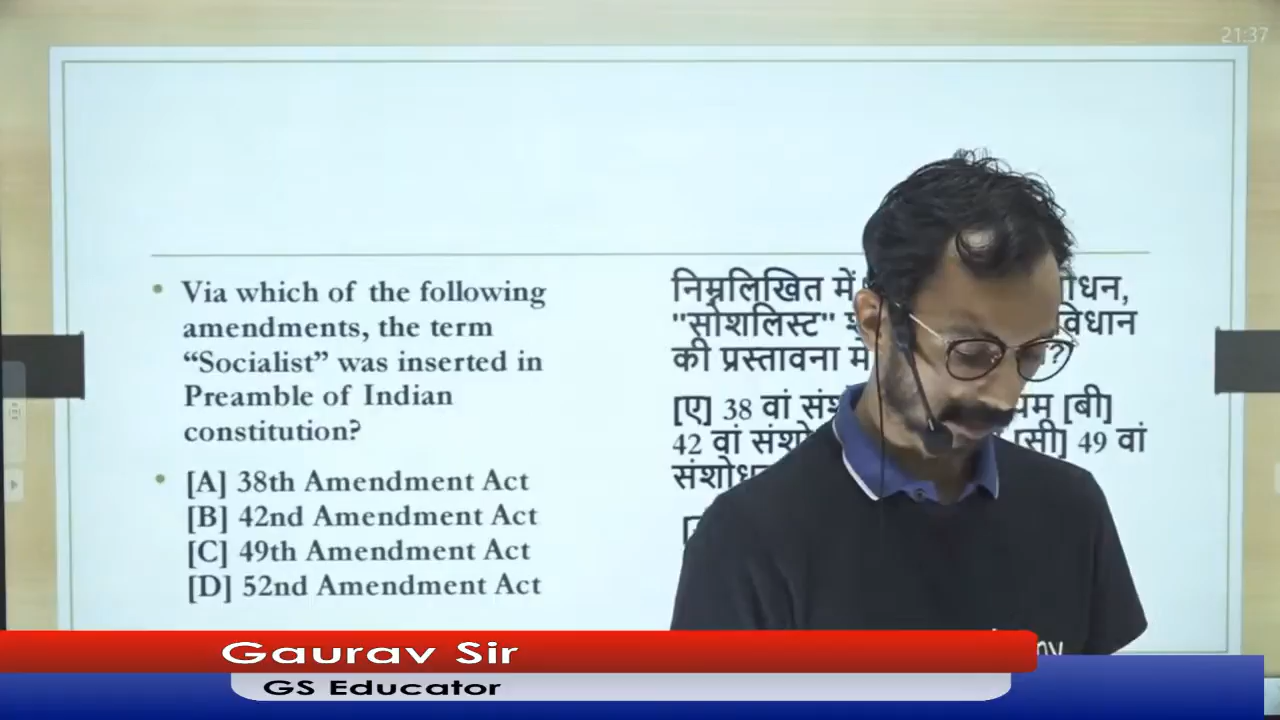 21:37
• Via which of the following
amendments, the term
“Socialist” was inserted in
Preamble of Indian
constitution?
• [A] 38th Amendment Act
[B] 42nd Amendment Act
[C] 49th Amendment Act
[D] 52nd Amendment Act
निम्नलिखित में
"सोशलिस्ट"
की प्रस्तावना
[ए] 38 वां [बी]
42 वां [सी] 49 वां
Gaurav Sir
GS Educator